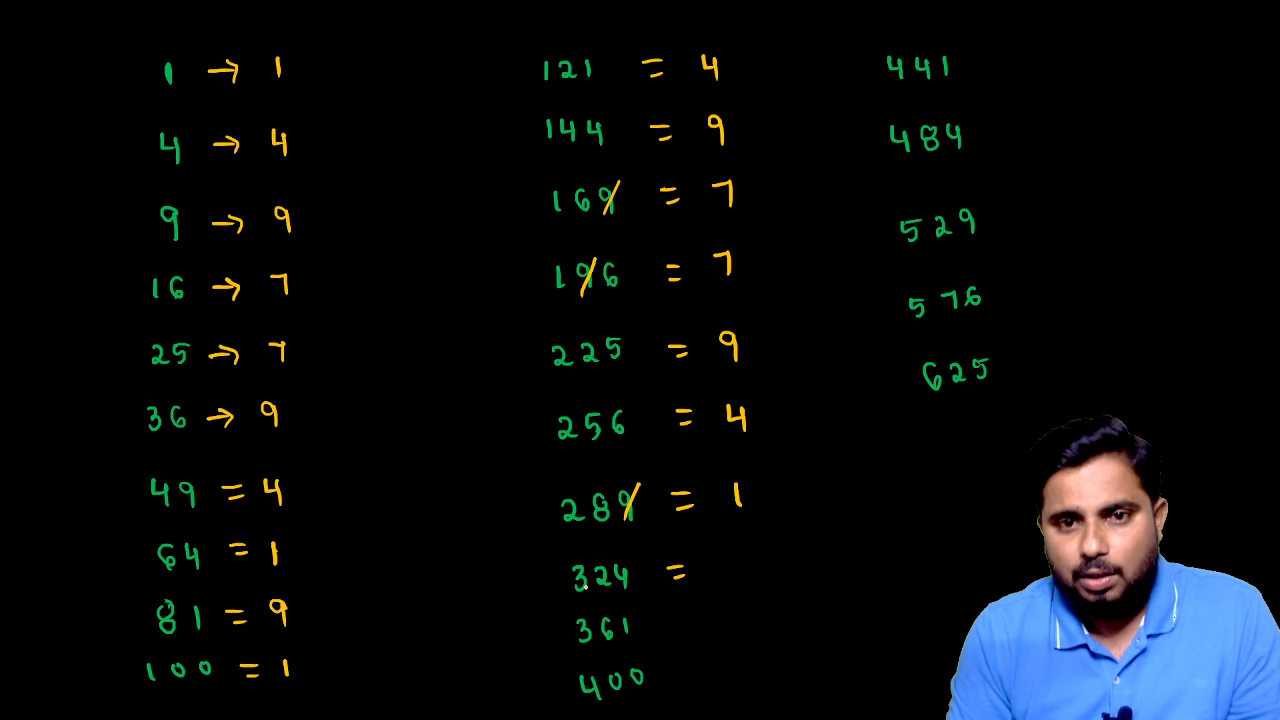 1 → 1
4 → 4
9 → 9
16 → 7
25 → 7
36 → 9
49 = 4
64 = 1
81 = 9
100 = 1
121 = 4
144 = 9
169 = 7
196 = 7
225 = 9
256 = 4
289 = 1
324 =
361
400
441
484
529
576
625